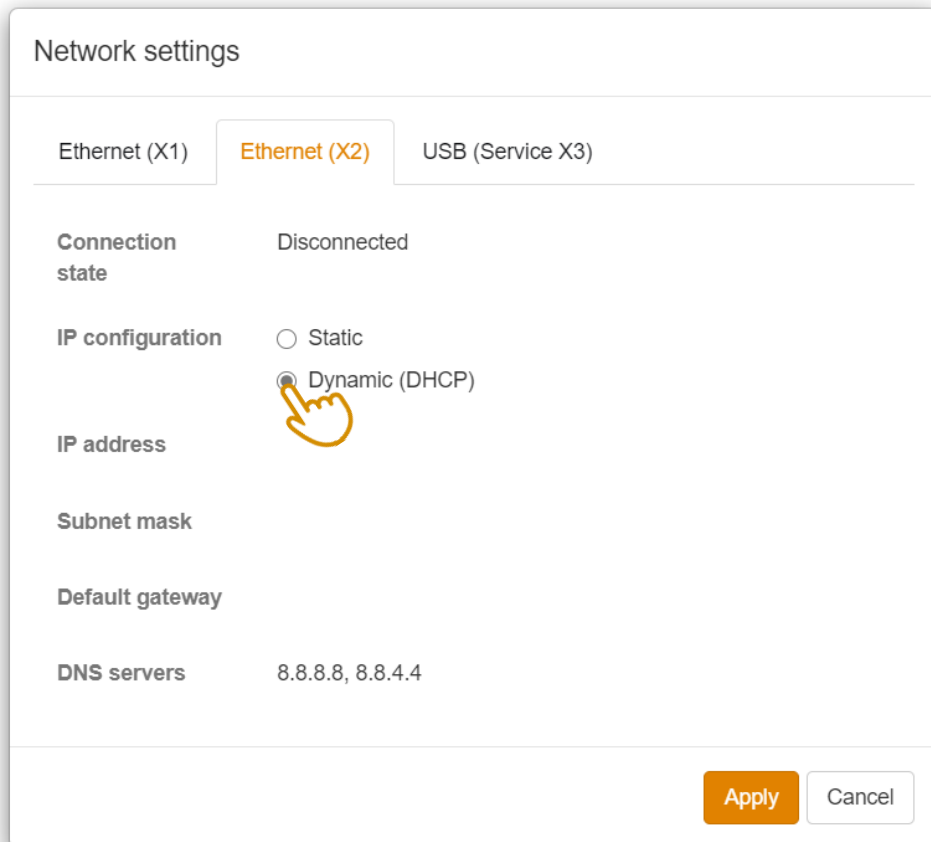 Network settings
Ethernet (X1) Ethernet (X2) USB (Service X3)
Connection state Disconnected
IP configuration Static
Dynamic (DHCP)
IP address
Subnet mask
Default gateway
DNS servers 8.8.8.8, 8.8.4.4
Apply Cancel